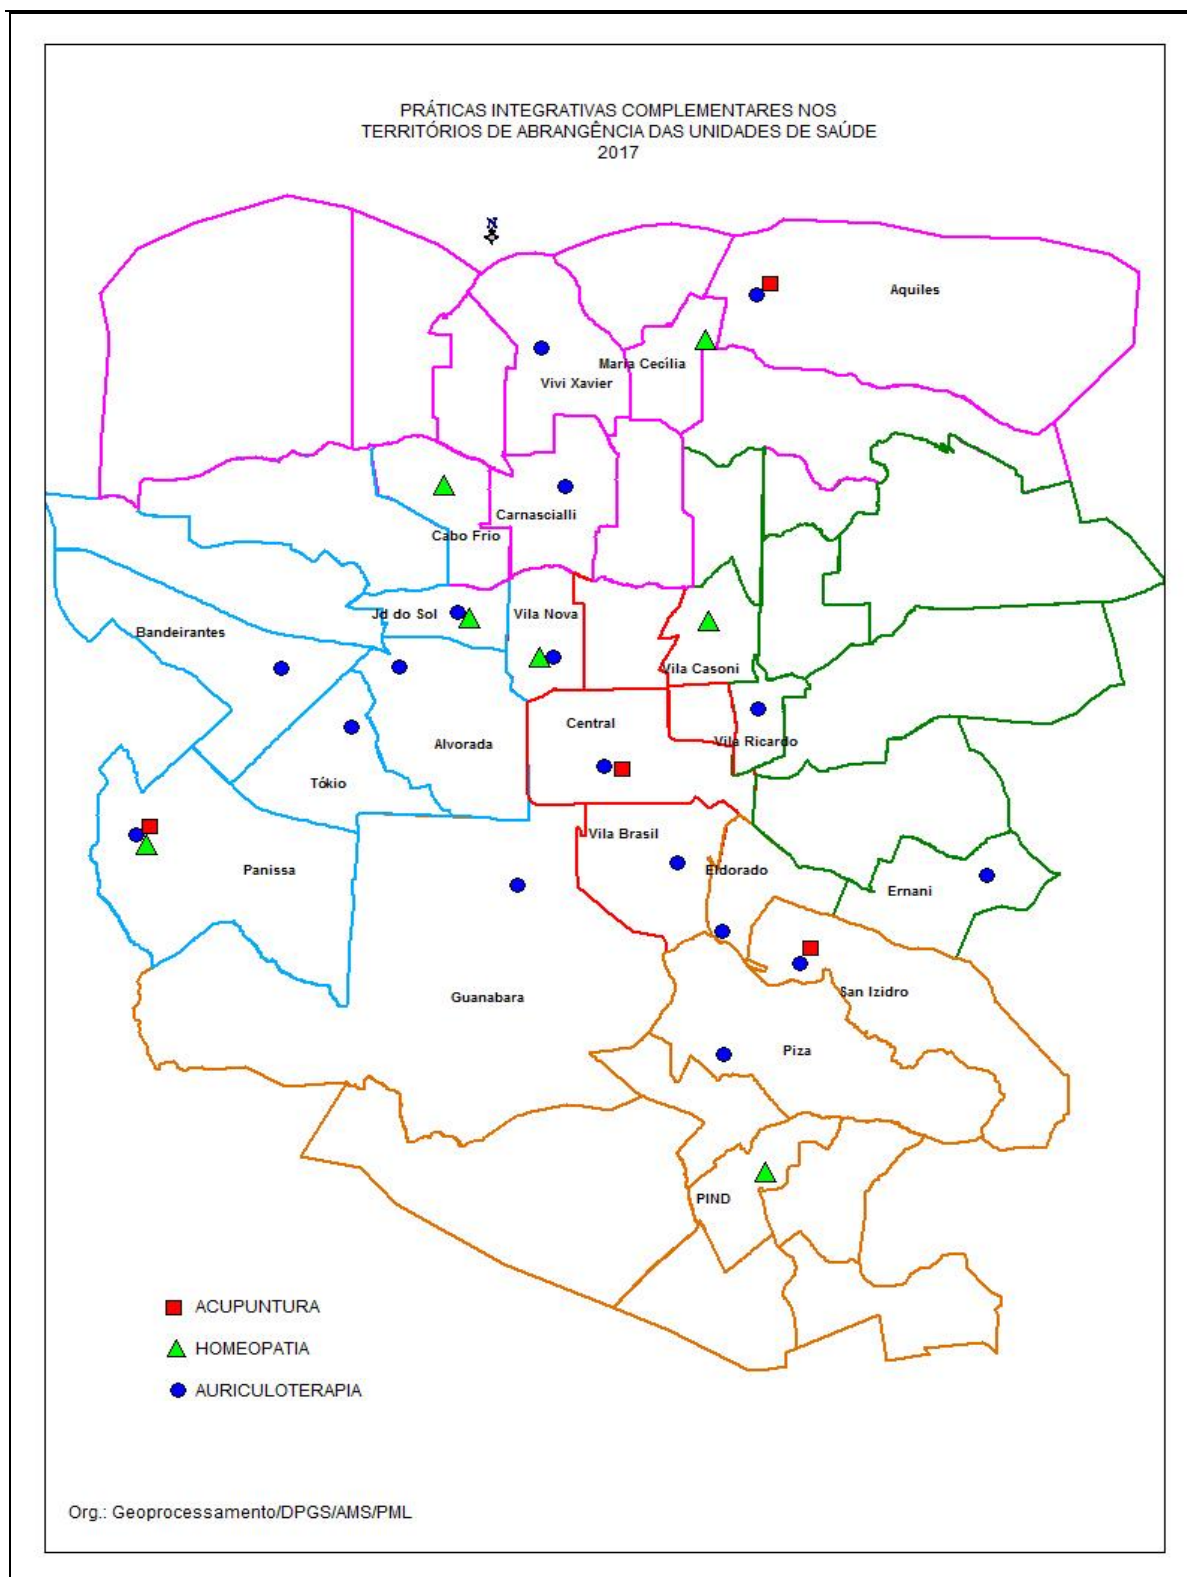 PRÁTICAS INTEGRATIVAS COMPLEMENTARES NOS
TERRITÓRIOS DE ABRANGÊNCIA DAS UNIDADES DE SAÚDE
2017
N
Aquiles
Maria Cecília
Vivi Xavier
Carnascialli
Cabo Frio
Jd do Sol
Vila Nova
Bandeirantes
Vila Casoni
Central
Vila Ricardo
Alvorada
Tókio
Vila Brasil
Panissa
Eldorado
Ernani
San Izidro
Guanabara
Piza
PIND
ACUPUNTURA
HOMEOPATIA
AURICULOTERAPIA
Org.: Geoprocessamento/DPGS/AMS/PML